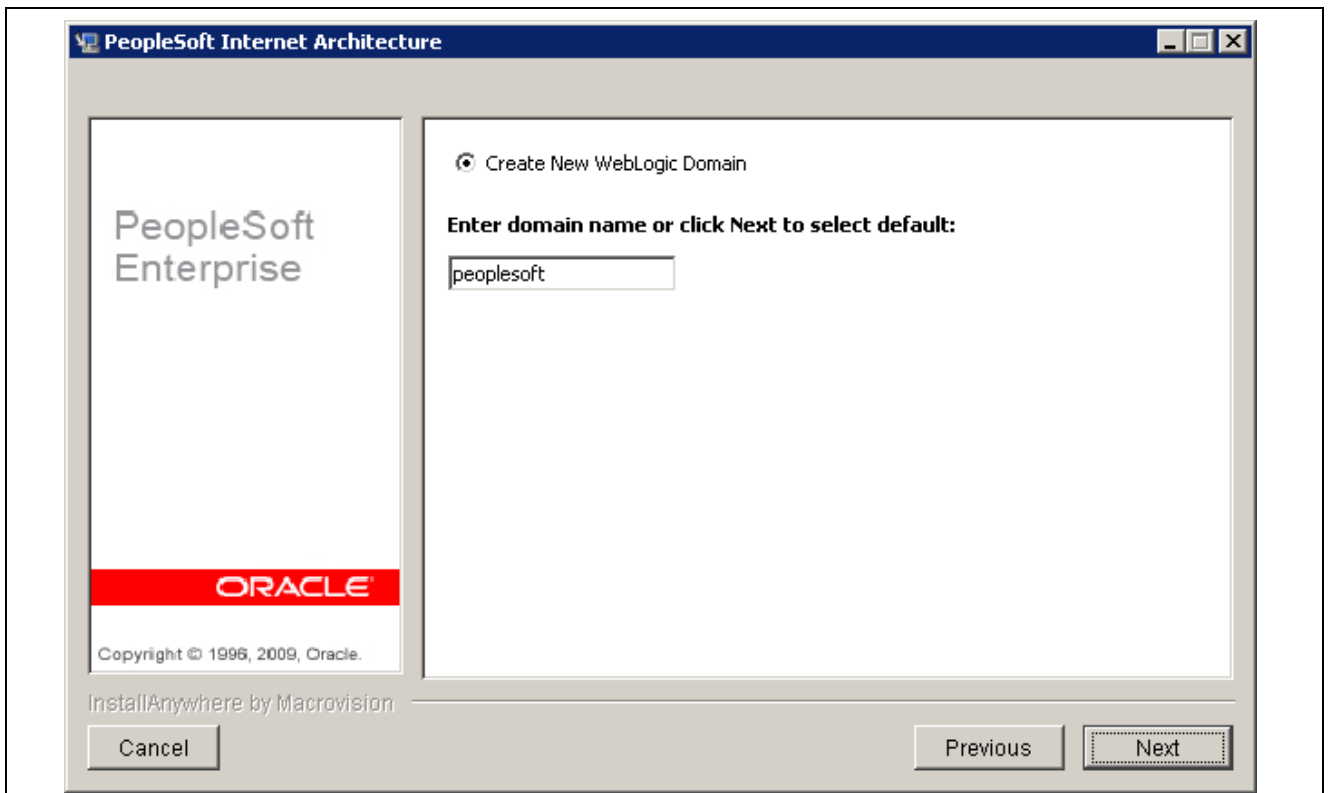 PeopleSoft Internet Architecture
Create New WebLogic Domain
PeopleSoft
Enterprise
Enter domain name or click Next to select default:
peoplesoft
ORACLE
Copyright © 1996, 2009, Oracle.
InstallAnywhere by Macrovision
Cancel
Previous
Next